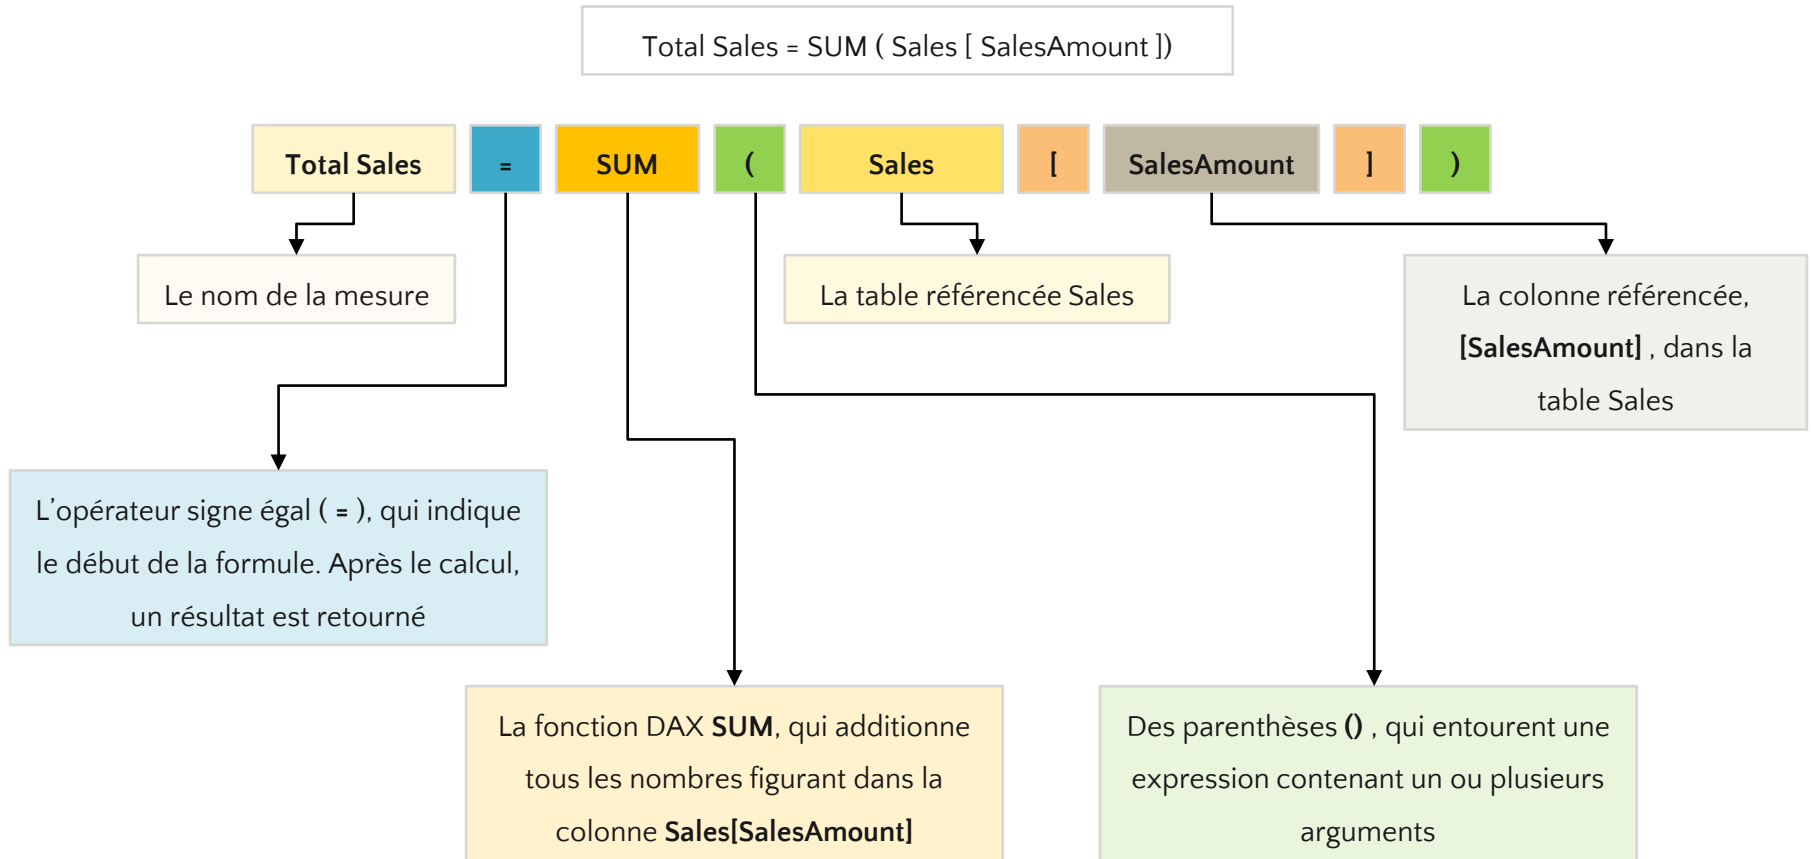 Total Sales = SUM ( Sales [ SalesAmount ])
Total Sales = SUM ( Sales [ SalesAmount ] )
Le nom de la mesure
La table référencée Sales
La colonne référencée,
[SalesAmount] , dans la
table Sales
L’opérateur signe égal ( = ), qui indique
le début de la formule. Après le calcul,
un résultat est retourné
La fonction DAX SUM, qui additionne
tous les nombres figurant dans la
colonne Sales[SalesAmount]
Des parenthèses () , qui entourent une
expression contenant un ou plusieurs
arguments